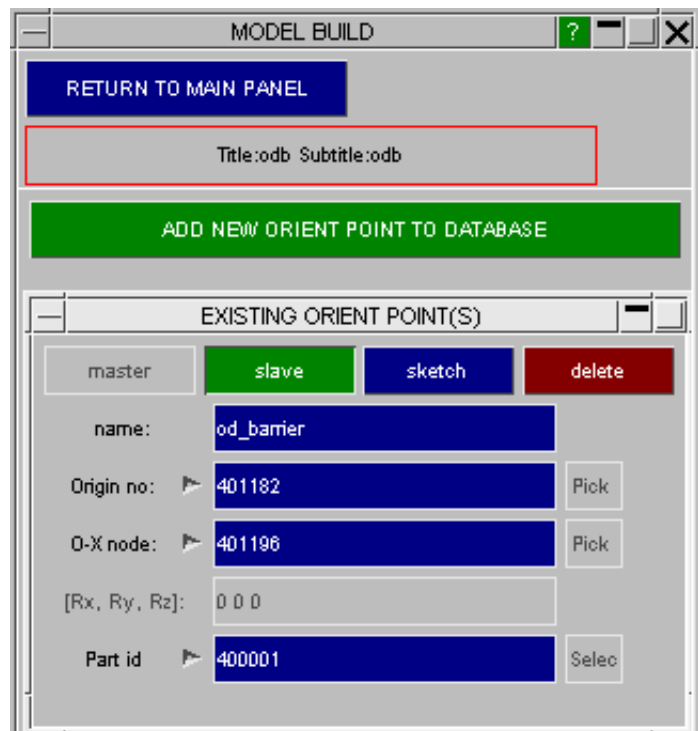 MODEL BUILD ?
RETURN TO MAIN PANEL
Title:odb Subtitle:odb
ADD NEW ORIENT POINT TO DATABASE
EXISTING ORIENT POINT(S)
master slave sketch delete
name: od_barrier
Origin no: 401182 Pick
O-X node: 401196 Pick
[Rx, Ry, Rz]: 0 0 0
Part id 400001 Selec